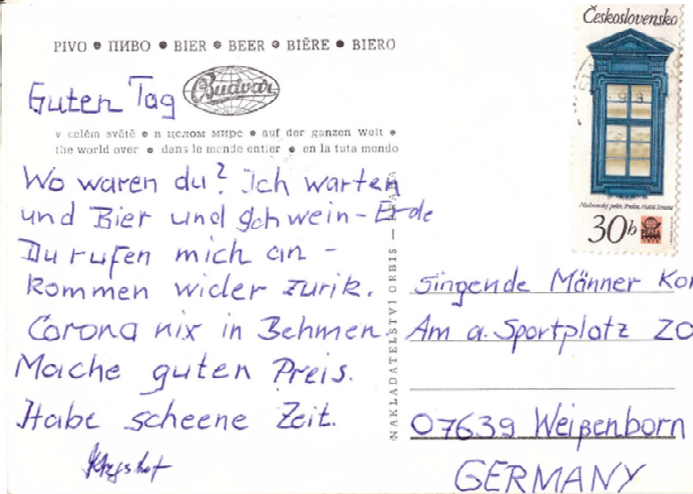 PIVO • ПИВО • BIER • BEER • BIÈRE • BIERO
Budvar
v celém světě • в целом мире • auf der ganzen Welt •
the world over • dans le monde entier • en la tuta mondo
Guten Tag
Wo waren du? Ich warten
und Bier und Schwein-Erde
Du rufen mich an -
kommen wider zurik.
Corona nix in Behmen.
Mache guten Preis.
Habe scheene Zeit.
NAKLADATELSTVÍ ORBIS —
Československo
30h
Singende Männer Kor
Am a. Sportplatz ZO
07639 Weißenborn
GERMANY